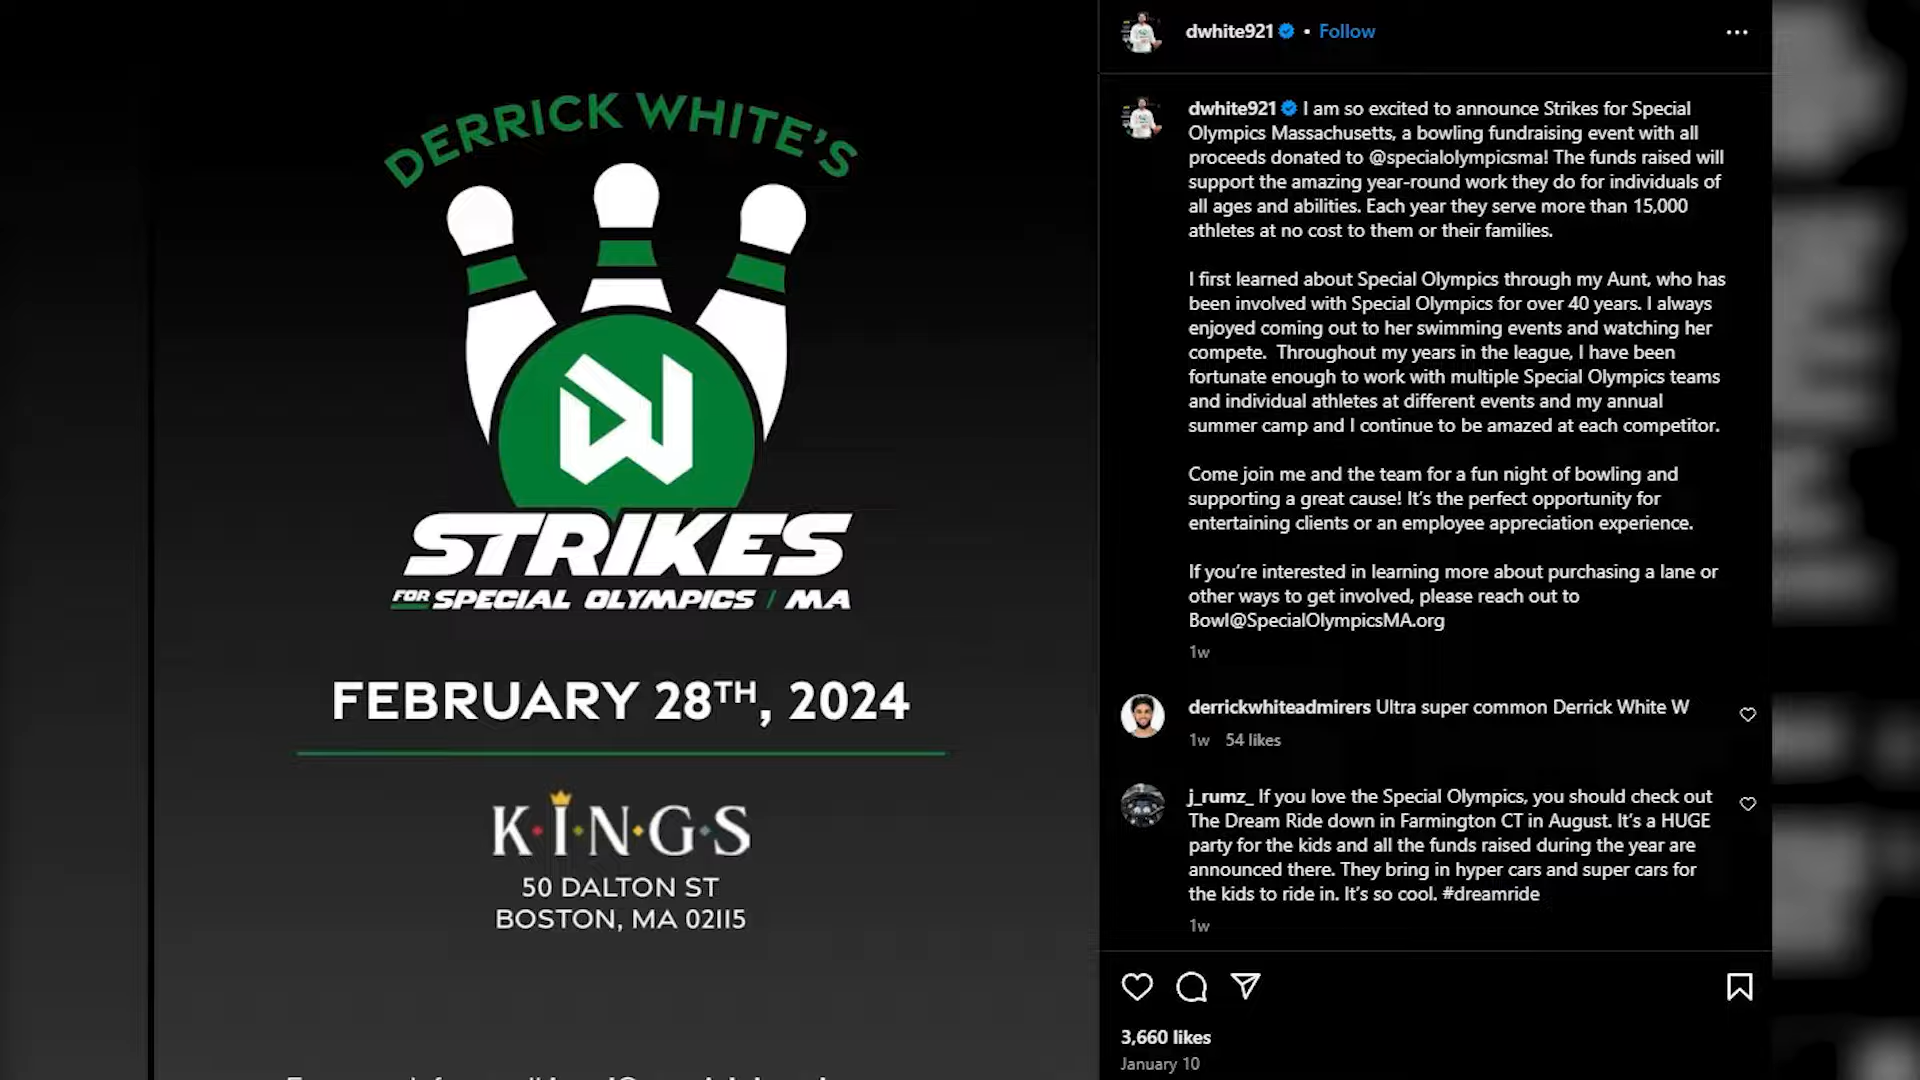 DERRICK WHITE'S
STRIKES
FOR SPECIAL OLYMPICS / MA
FEBRUARY 28TH, 2024
K·I·N·G·S
50 DALTON ST
BOSTON, MA 02115
dwhite921 • Follow
dwhite921 I am so excited to announce Strikes for Special
Olympics Massachusetts, a bowling fundraising event with all
proceeds donated to @specialolympicsma! The funds raised will
support the amazing year-round work they do for individuals of
all ages and abilities. Each year they serve more than 15,000
athletes at no cost to them or their families.
I first learned about Special Olympics through my Aunt, who has
been involved with Special Olympics for over 40 years. I always
enjoyed coming out to her swimming events and watching her
compete.  Throughout my years in the league, I have been
fortunate enough to work with multiple Special Olympics teams
and individual athletes at different events and my annual
summer camp and I continue to be amazed at each competitor.
Come join me and the team for a fun night of bowling and
supporting a great cause! It's the perfect opportunity for
entertaining clients or an employee appreciation experience.
If you're interested in learning more about purchasing a lane or
other ways to get involved, please reach out to
Bowl@SpecialOlympicsMA.org
1w
derrickwhiteadmirers Ultra super common Derrick White W
1w 54 likes
j_rumz_ If you love the Special Olympics, you should check out
The Dream Ride down in Farmington CT in August. It's a HUGE
party for the kids and all the funds raised during the year are
announced there. They bring in hyper cars and super cars for
the kids to ride in. It's so cool. #dreamride
1w
3,660 likes
January 10